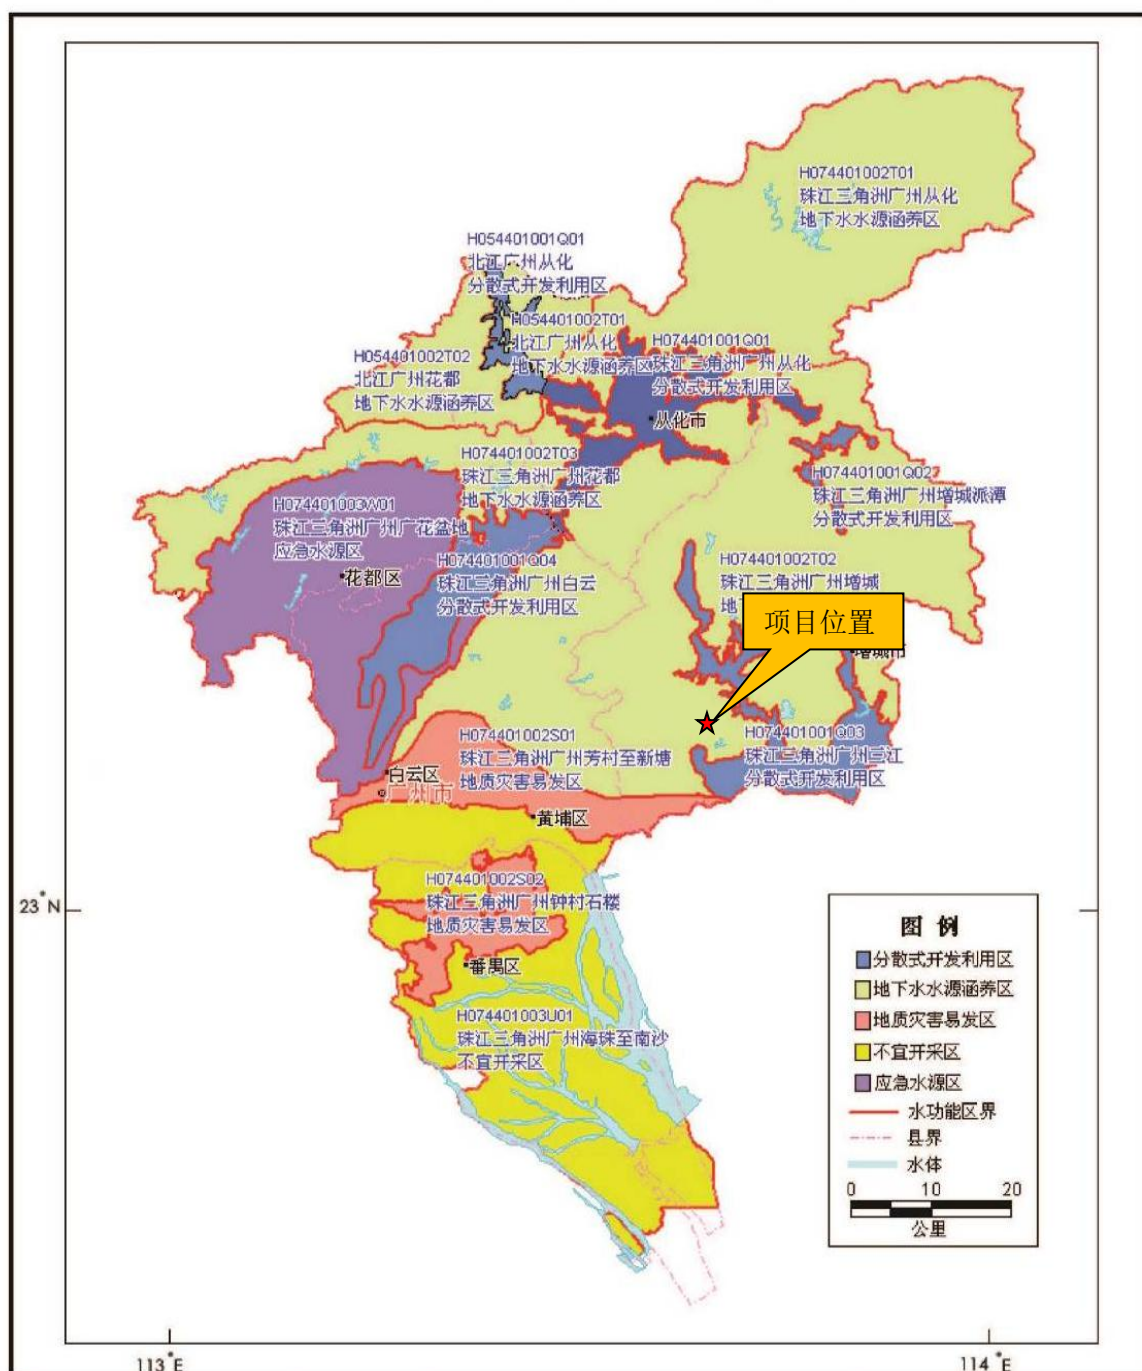 H074401002T01
珠江三角洲广州从化
地下水水源涵养区
H054401001Q01
北江广州从化
分散式开发利用区
H054401002T01
北江广州从化
地下水水源涵养区
H074401001Q01
珠江三角洲广州从化
分散式开发利用区
H054401002T02
北江广州花都
地下水水源涵养区
从化市
H074401002T03
珠江三角洲广州花都
地下水水源涵养区
H074401001Q02
珠江三角洲广州增城派潭
分散式开发利用区
H074401003W01
珠江三角洲广州广花盆地
应急水源区
花都区
H074401001Q04
珠江三角洲广州白云
分散式开发利用区
H074401002T02
珠江三角洲广州增城
地
项目位置
增城市
H074401001Q03
珠江三角洲广州三江
分散式开发利用区
H074401002S01
珠江三角洲广州芳村至新塘
地质灾害易发区
白云区
广州市
黄埔区
H074401002S02
珠江三角洲广州钟村石楼
地质灾害易发区
23°N
番禺区
H074401003U01
珠江三角洲广州海珠至南沙
不宜开采区
图 例
分散式开发利用区
地下水水源涵养区
地质灾害易发区
不宜开采区
应急水源区
水功能区界
县界
水体
0 10 20
公里
113°E
114°E